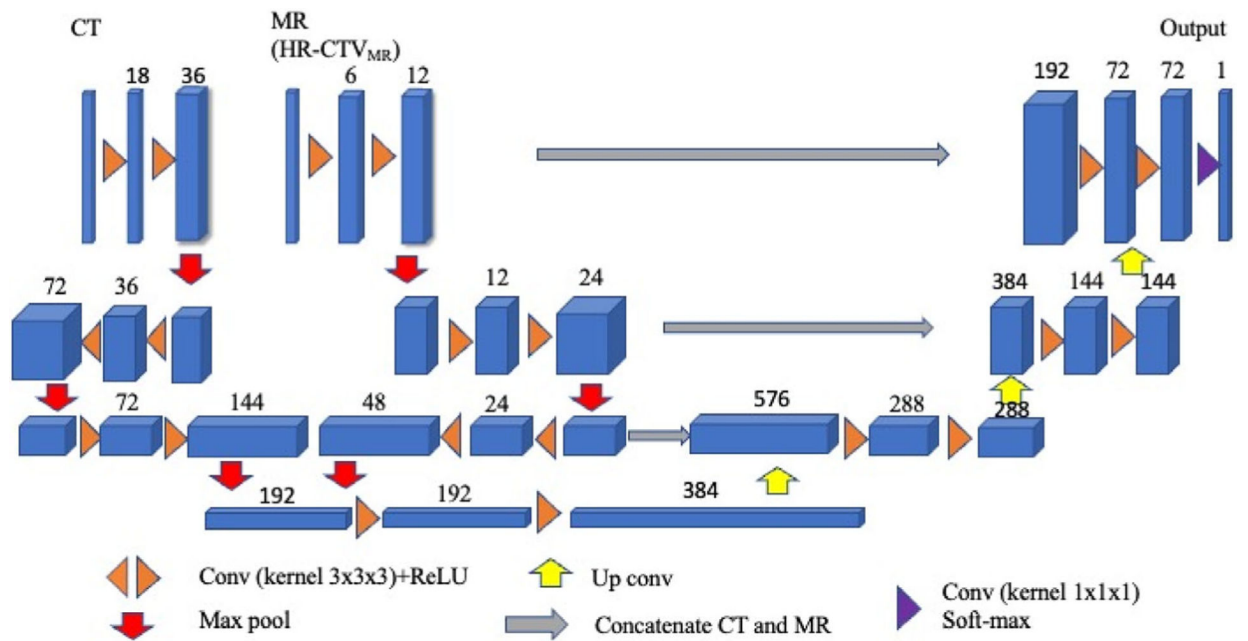 CT
MR
(HR-CTVMR)
Output
18 36
6 12
192 72 72 1
72 36
12 24
384 144 144
72 144 48 24
576 288 288
192 192 384
Conv (kernel 3x3x3)+ReLU
Max pool
Up conv
Concatenate CT and MR
Conv (kernel 1x1x1)
Soft-max